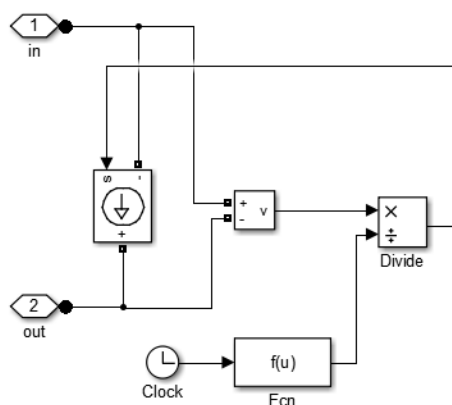 1
in
s
-
+
+
-
v
×
÷
Divide
2
out
f(u)
Clock
Fcn